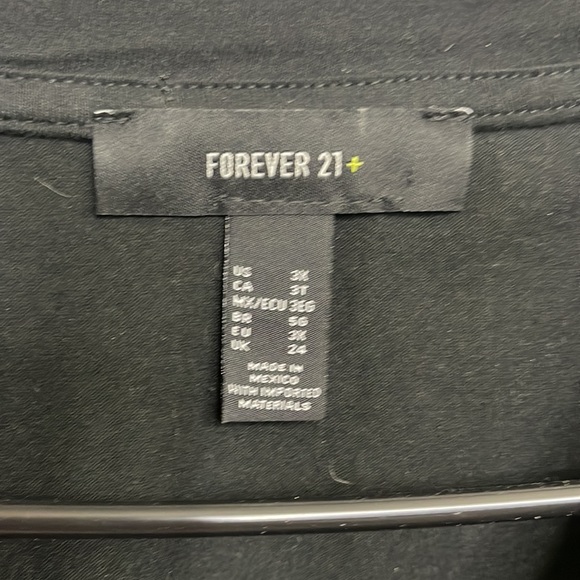 FOREVER 21+
US 3X
CA 3T
MX/ECU 3EG
BR 5G
EU 3X
UK 24
MADE IN
MEXICO
WITH IMPORTED
MATERIALS